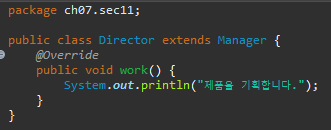 package ch07.sec11;
public class Director extends Manager {
@Override
public void work() {
System.out.println("제품을 기획합니다.");
}
}